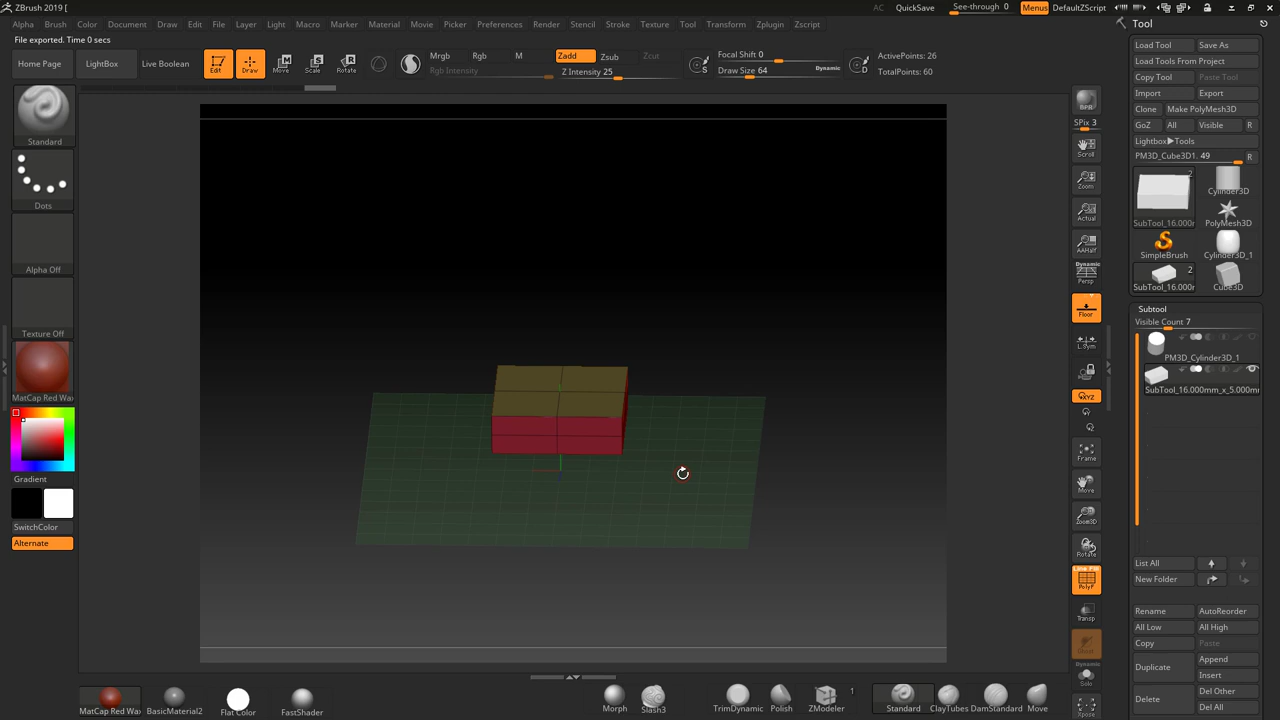 ZBrush 2019 [
AC QuickSave See-through 0 Menus DefaultZScript
Alpha Brush Color Document Draw Edit File Layer Light Macro Marker Material Movie Picker Preferences Render Stencil Stroke Texture Tool Transform Zplugin Zscript
File exported. Time 0 secs
Home Page LightBox Live Boolean Edit Draw Move Scale Rotate
Mrgb Rgb M
Rgb Intensity
Zadd Zsub Zcut
Z Intensity 25
Focal Shift 0
Draw Size 64 Dynamic
ActivePoints: 26
TotalPoints: 60
Standard
Dots
Alpha Off
Texture Off
MatCap Red Wax
Gradient
SwitchColor
Alternate
BPR
SPix 3
Scroll
Zoom
Actual
AAHalf
Dynamic
Persp
Floor
L.Sym
XYZ
Frame
Move
Zoom3D
Rotate
Line Fill
PolyF
Transp
Ghost
Dynamic
Solo
Xpose
Tool
Load Tool Save As
Load Tools From Project
Copy Tool Paste Tool
Import Export
Clone Make PolyMesh3D
GoZ All Visible R
Lightbox▶Tools
PM3D_Cube3D1. 49 R
2
SubTool_16.000r Cylinder3D
PolyMesh3D
SimpleBrush Cylinder3D_1
2
SubTool_16.000r Cube3D
Subtool
Visible Count 7
PM3D_Cylinder3D_1
SubTool_16.000mm_x_5.000mm
List All
New Folder
Rename AutoReorder
All Low All High
Copy Paste
Duplicate Append
Insert
Delete Del Other
Del All
MatCap Red Wax BasicMaterial2 Flat Color FastShader Morph Slash3 TrimDynamic Polish ZModeler 1 Standard ClayTubes DamStandard Move